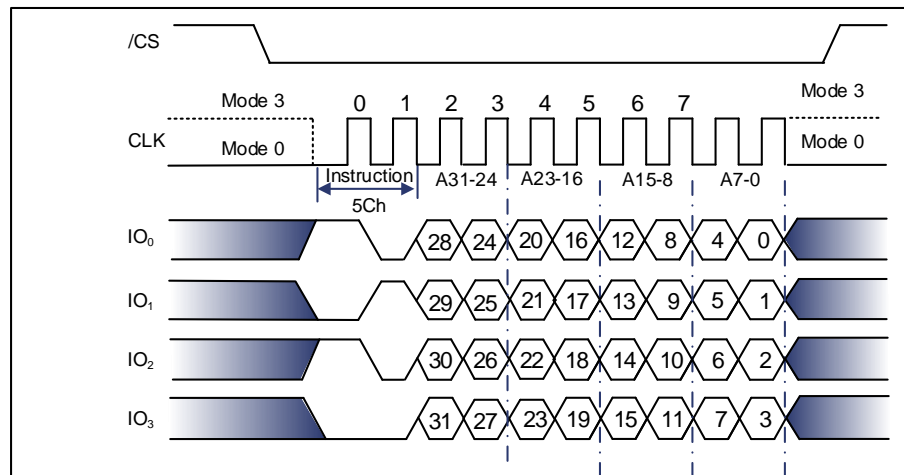 /CS
Mode 3 0 1 2 3 4 5 6 7 Mode 3
CLK Mode 0 Mode 0
Instruction A31-24 A23-16 A15-8 A7-0
5Ch
IO0 28 24 20 16 12 8 4 0
IO1 29 25 21 17 13 9 5 1
IO2 30 26 22 18 14 10 6 2
IO3 31 27 23 19 15 11 7 3